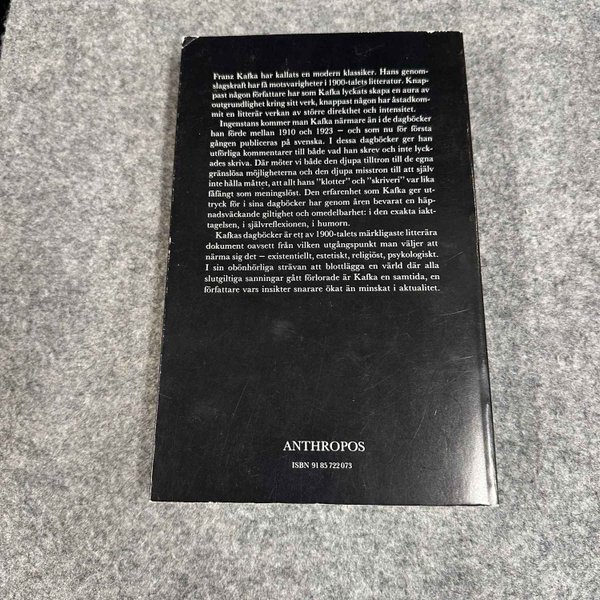 Franz Kafka har kallats en modern klassiker. Hans genom-
slagskraft har få motsvarigheter i 1900-talets litteratur. Knap-
past någon författare har som Kafka lyckats skapa en aura av
outgrundlighet kring sitt verk, knappast någon har åstadkom-
mit en litterär verkan av större direkthet och intensitet.
Ingenstans kommer man Kafka närmare än i de dagböcker
han förde mellan 1910 och 1923 – och som nu för första
gången publiceras på svenska. I dessa dagböcker ger han
utförliga kommentarer till både vad han skrev och inte lyck-
ades skriva. Där möter vi både den djupa tilltron till de egna
gränslösa möjligheterna och den djupa misstron till att själv
inte hålla måttet, att allt hans "klotter" och "skriveri" var lika
fåfängt som meningslöst. Den erfarenhet som Kafka ger ut-
tryck för i sina dagböcker har genom åren bevarat en häp-
nadsväckande giltighet och omedelbarhet: i den exakta iakt-
tagelsen, i självreflexionen, i humorn.
Kafkas dagböcker är ett av 1900-talets märkligaste litterära
dokument oavsett från vilken utgångspunkt man väljer att
närma sig det – existentiellt, estetiskt, religiöst, psykologiskt.
I sin obönhörliga strävan att blottlägga en värld där alla
slutgiltiga sanningar gått förlorade är Kafka en samtida, en
författare vars insikter snarare ökat än minskat i aktualitet.
ANTHROPOS
ISBN 91 85 722 073